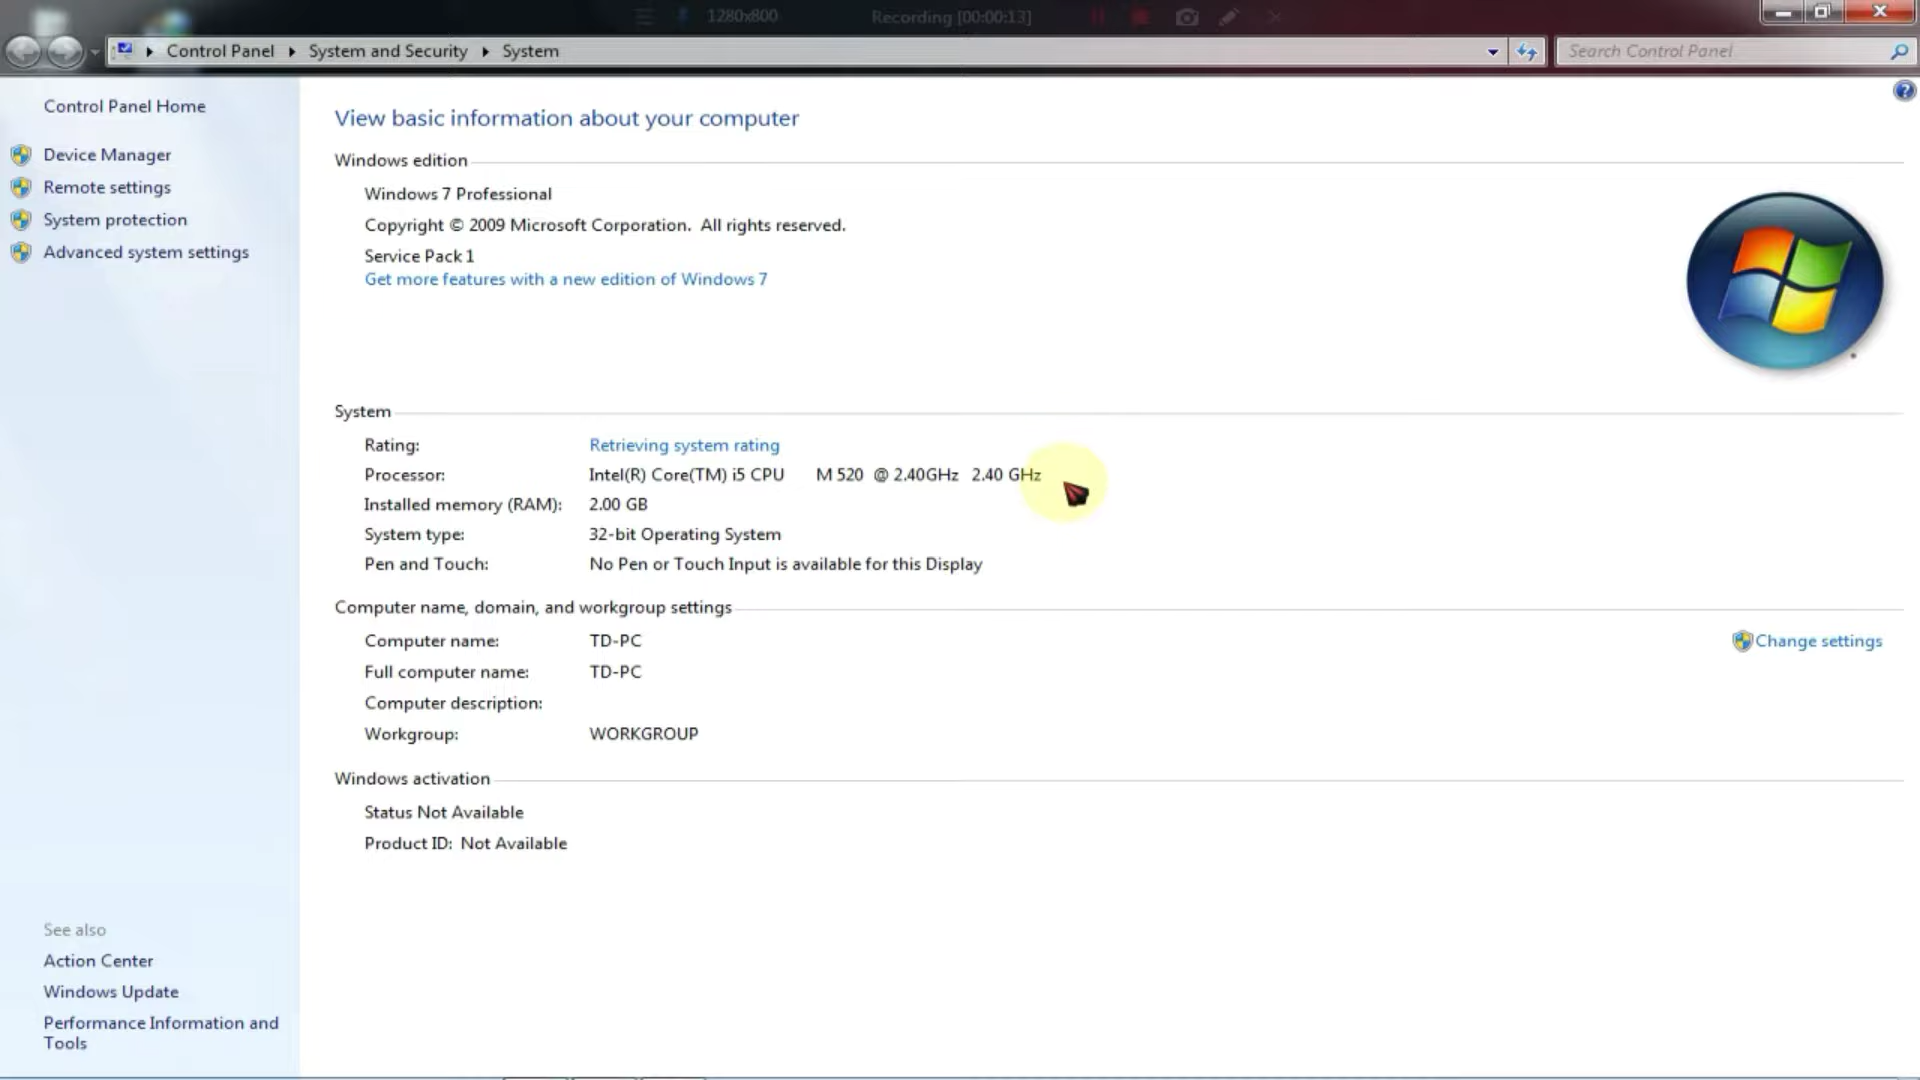 1280x800 Recording [00:00:13]
Control Panel System and Security System Search Control Panel
Control Panel Home
Device Manager
Remote settings
System protection
Advanced system settings
View basic information about your computer
Windows edition
Windows 7 Professional
Copyright © 2009 Microsoft Corporation. All rights reserved.
Service Pack 1
Get more features with a new edition of Windows 7
System
Rating: Retrieving system rating
Processor: Intel(R) Core(TM) i5 CPU M 520 @ 2.40GHz 2.40 GHz
Installed memory (RAM): 2.00 GB
System type: 32-bit Operating System
Pen and Touch: No Pen or Touch Input is available for this Display
Computer name, domain, and workgroup settings
Computer name: TD-PC Change settings
Full computer name: TD-PC
Computer description:
Workgroup: WORKGROUP
Windows activation
Status Not Available
Product ID: Not Available
See also
Action Center
Windows Update
Performance Information and
Tools